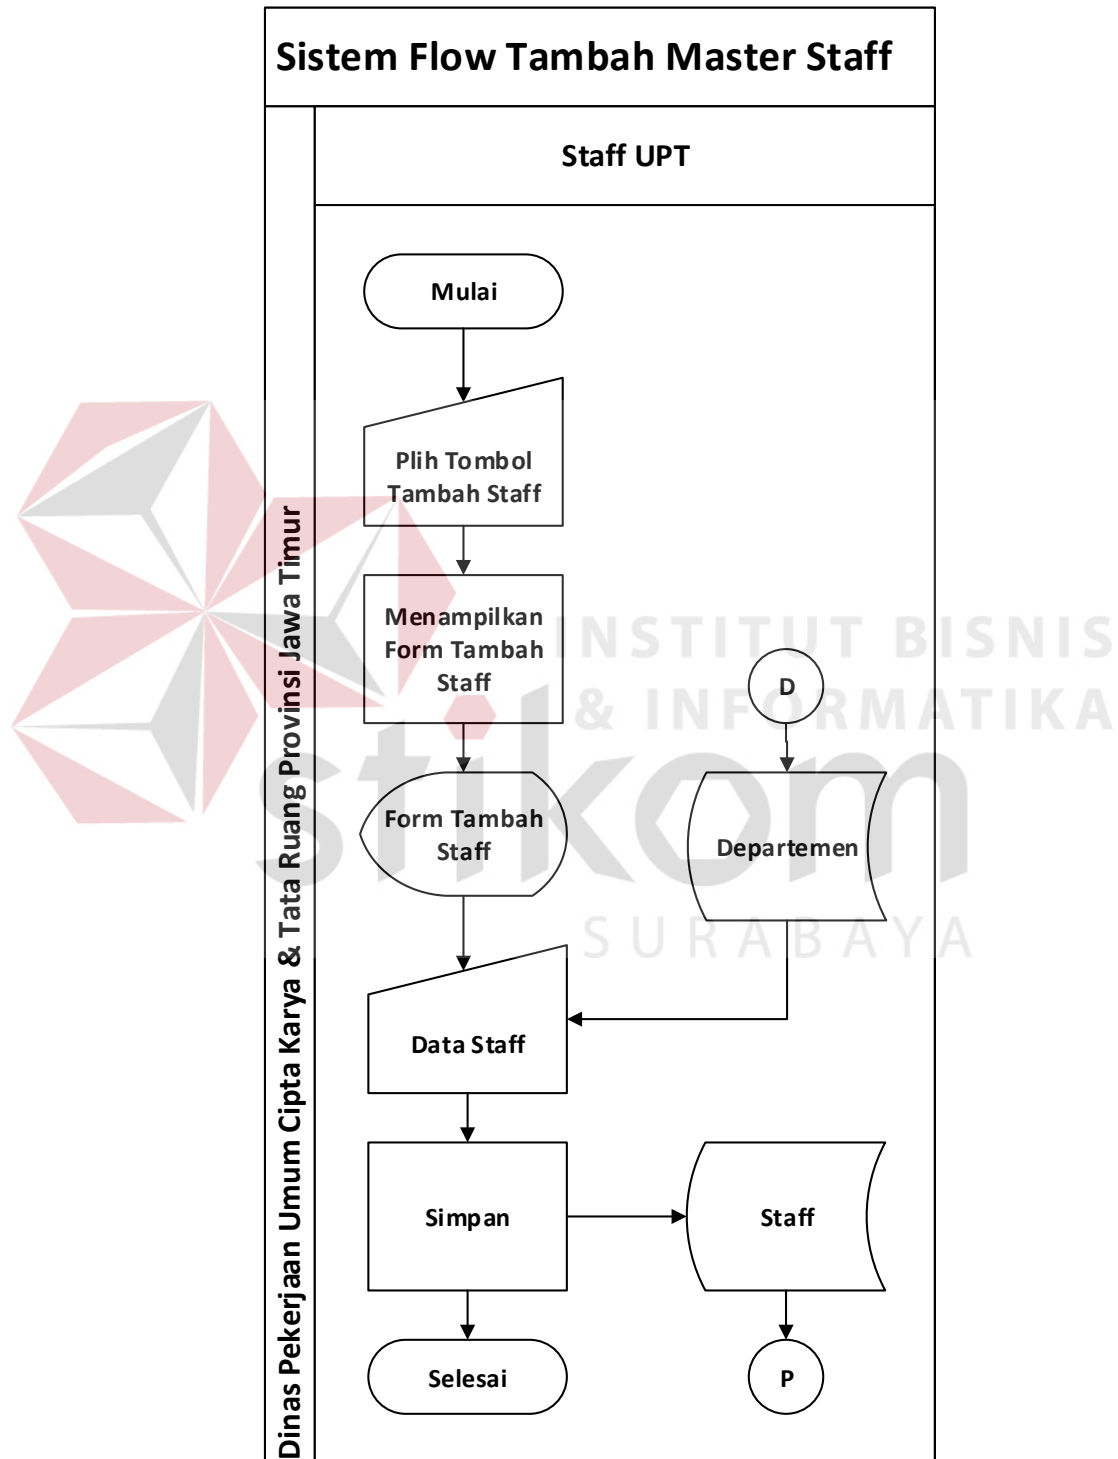 Sistem Flow Tambah Master Staff
Staff UPT
Dinas Pekerjaan Umum Cipta Karya & Tata Ruang Provinsi Jawa Timur
Mulai
Plih Tombol
Tambah Staff
Menampilkan
Form Tambah
Staff
D
Form Tambah
Staff
Departemen
Data Staff
Simpan
Staff
Selesai
P
INSTITUT BISNIS
& INFORMATIKA
stikom
SURABAYA